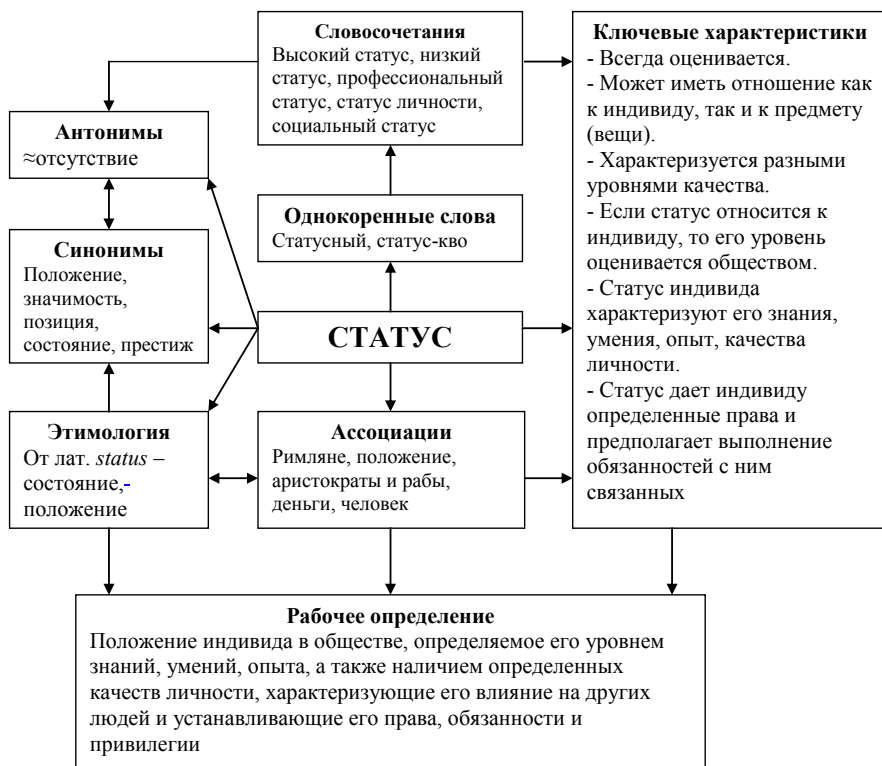 Словосочетания
Высокий статус, низкий
статус, профессиональный
статус, статус личности,
социальный статус
Ключевые характеристики
- Всегда оценивается.
- Может иметь отношение как
к индивиду, так и к предмету
(вещи).
- Характеризуется разными
уровнями качества.
- Если статус относится к
индивиду, то его уровень
оценивается обществом.
- Статус индивида
характеризуют его знания,
умения, опыт, качества
личности.
- Статус дает индивиду
определенные права и
предполагает выполнение
обязанностей с ним
связанных
Антонимы
≈отсутствие
Однокоренные слова
Статусный, статус-кво
Синонимы
Положение,
значимость,
позиция,
состояние, престиж
СТАТУС
Этимология
От лат. status –
состояние,-
положение
Ассоциации
Римляне, положение,
аристократы и рабы,
деньги, человек
Рабочее определение
Положение индивида в обществе, определяемое его уровнем
знаний, умений, опыта, а также наличием определенных
качеств личности, характеризующие его влияние на других
людей и устанавливающие его права, обязанности и
привилегии